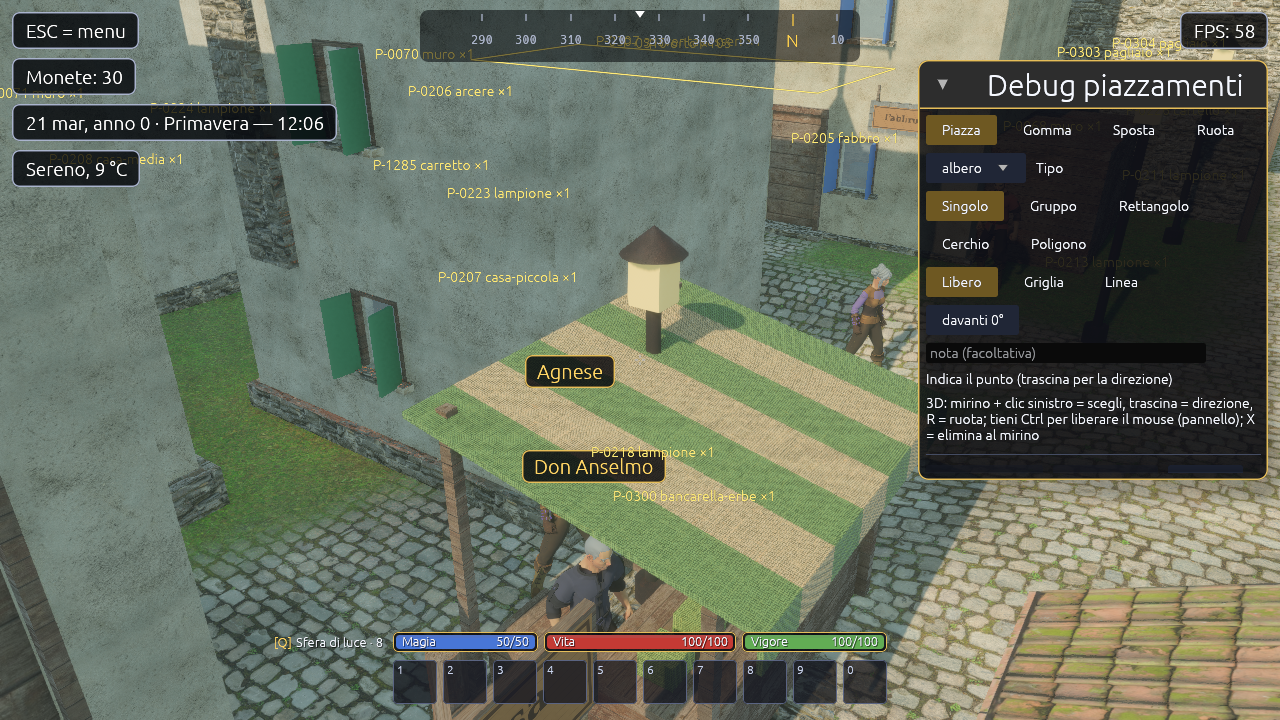 ESC = menu
290 300 310 320 330 340 350 N 10
FPS: 58
P-0070 muro ×1
Monete: 30
P-0206 arcere ×1
21 mar, anno 0 · Primavera — 12:06
P-1285 carretto ×1
Sereno, 9 °C
P-0223 lampione ×1
P-0205 fabbro ×1
P-0207 casa-piccola ×1
Agnese
P-0218 lampione ×1
Don Anselmo
P-0300 bancarella-erbe ×1
Debug piazzamenti
Piazza Gomma Sposta Ruota
albero Tipo
Singolo Gruppo Rettangolo
Cerchio Poligono
Libero Griglia Linea
davanti 0°
nota (facoltativa)
Indica il punto (trascina per la direzione)
3D: mirino + clic sinistro = scegli, trascina = direzione,
R = ruota; tieni Ctrl per liberare il mouse (pannello); X
= elimina al mirino
[Q] Sfera di luce · 8
Magia 50/50
Vita 100/100
Vigore 100/100
1 2 3 4 5 6 7 8 9 0